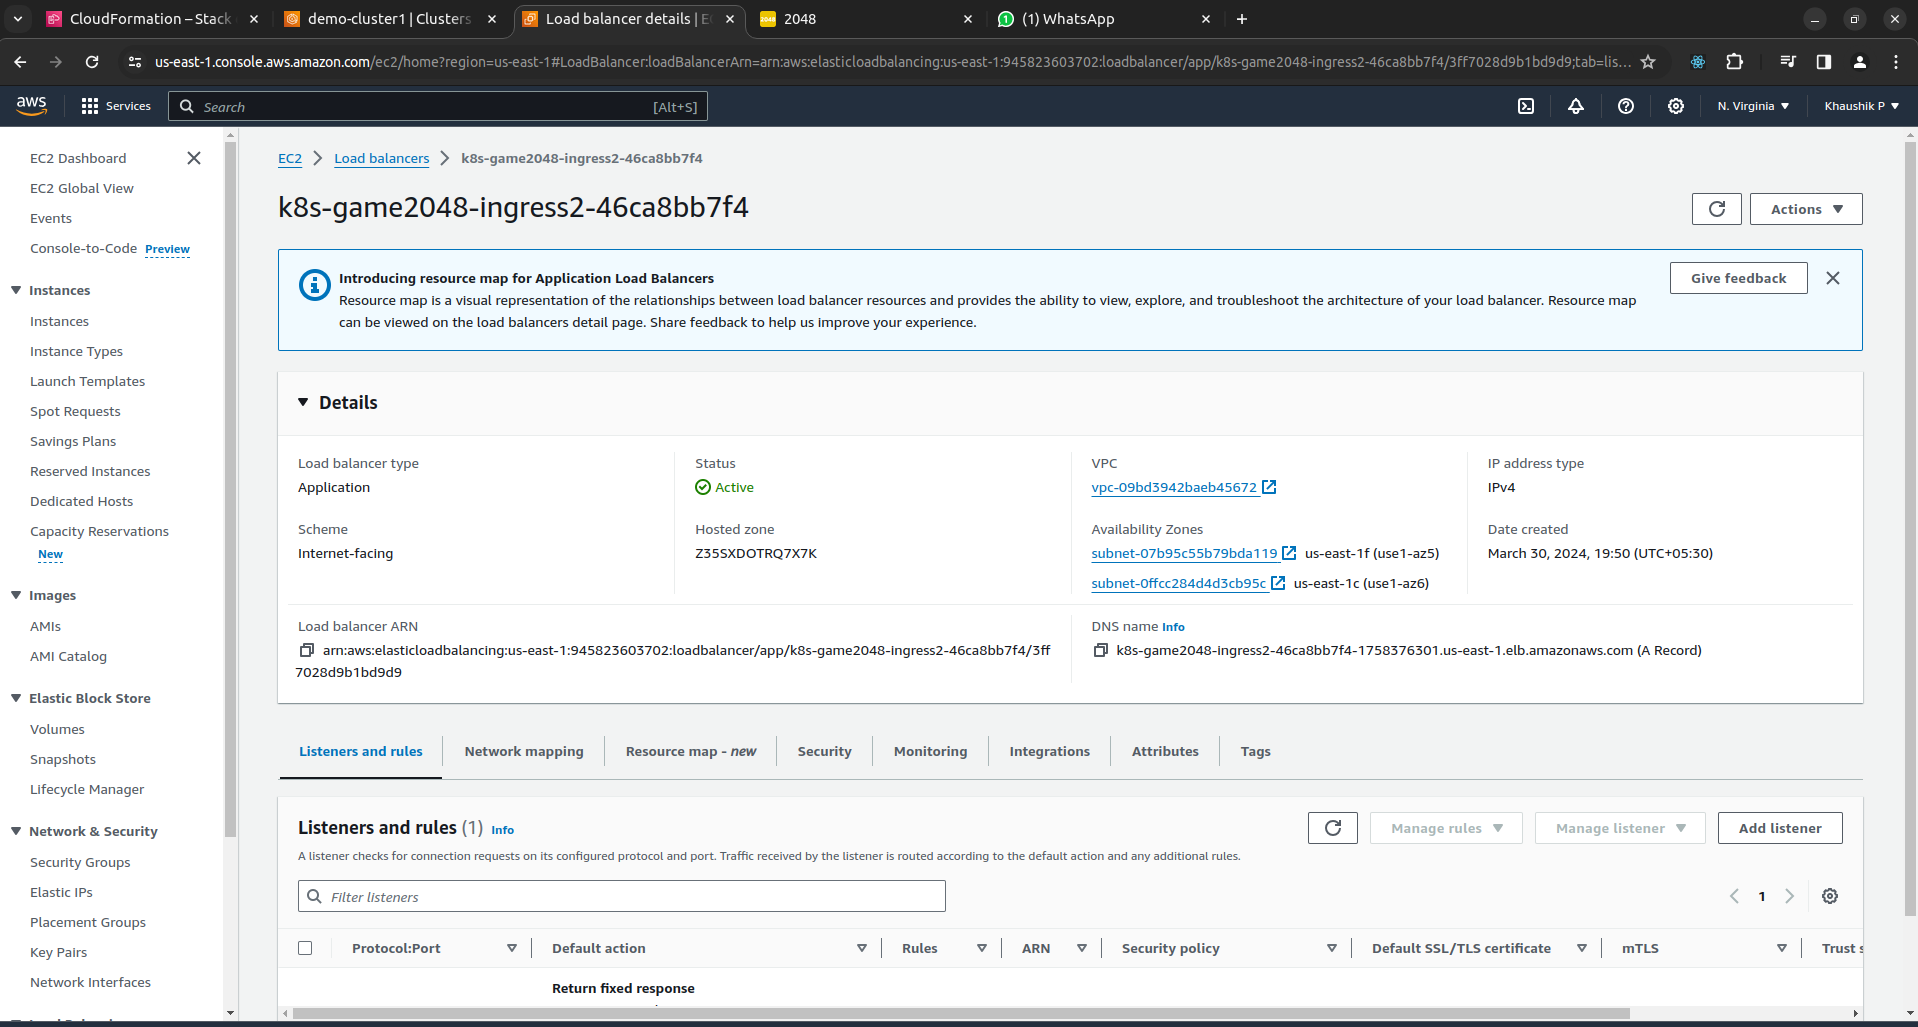 CloudFormation – Stack
demo-cluster1 | Clusters
Load balancer details | EC
2048
(1) WhatsApp
us-east-1.console.aws.amazon.com/ec2/home?region=us-east-1#LoadBalancer:loadBalancerArn=arn:aws:elasticloadbalancing:us-east-1:945823603702:loadbalancer/app/k8s-game2048-ingress2-46ca8bb7f4/3ff7028d9b1bd9d9;tab=lis...
aws
Services
Search
[Alt+S]
N. Virginia
Khaushik P
EC2 Dashboard
EC2 Global View
Events
Console-to-Code Preview
Instances
Instances
Instance Types
Launch Templates
Spot Requests
Savings Plans
Reserved Instances
Dedicated Hosts
Capacity Reservations
New
Images
AMIs
AMI Catalog
Elastic Block Store
Volumes
Snapshots
Lifecycle Manager
Network & Security
Security Groups
Elastic IPs
Placement Groups
Key Pairs
Network Interfaces
EC2
Load balancers
k8s-game2048-ingress2-46ca8bb7f4
k8s-game2048-ingress2-46ca8bb7f4
Actions
Introducing resource map for Application Load Balancers
Resource map is a visual representation of the relationships between load balancer resources and provides the ability to view, explore, and troubleshoot the architecture of your load balancer. Resource map
can be viewed on the load balancers detail page. Share feedback to help us improve your experience.
Give feedback
Details
Load balancer type
Application
Status
Active
VPC
vpc-09bd3942baeb45672
IP address type
IPv4
Scheme
Internet-facing
Hosted zone
Z35SXDOTRQ7X7K
Availability Zones
subnet-07b95c55b79bda119 us-east-1f (use1-az5)
subnet-0ffcc284d4d3cb95c us-east-1c (use1-az6)
Date created
March 30, 2024, 19:50 (UTC+05:30)
Load balancer ARN
arn:aws:elasticloadbalancing:us-east-1:945823603702:loadbalancer/app/k8s-game2048-ingress2-46ca8bb7f4/3ff
7028d9b1bd9d9
DNS name Info
k8s-game2048-ingress2-46ca8bb7f4-1758376301.us-east-1.elb.amazonaws.com (A Record)
Listeners and rules
Network mapping
Resource map - new
Security
Monitoring
Integrations
Attributes
Tags
Listeners and rules (1) Info
Manage rules
Manage listener
Add listener
A listener checks for connection requests on its configured protocol and port. Traffic received by the listener is routed according to the default action and any additional rules.
Filter listeners
1
Protocol:Port
Default action
Rules
ARN
Security policy
Default SSL/TLS certificate
mTLS
Trust s
Return fixed response